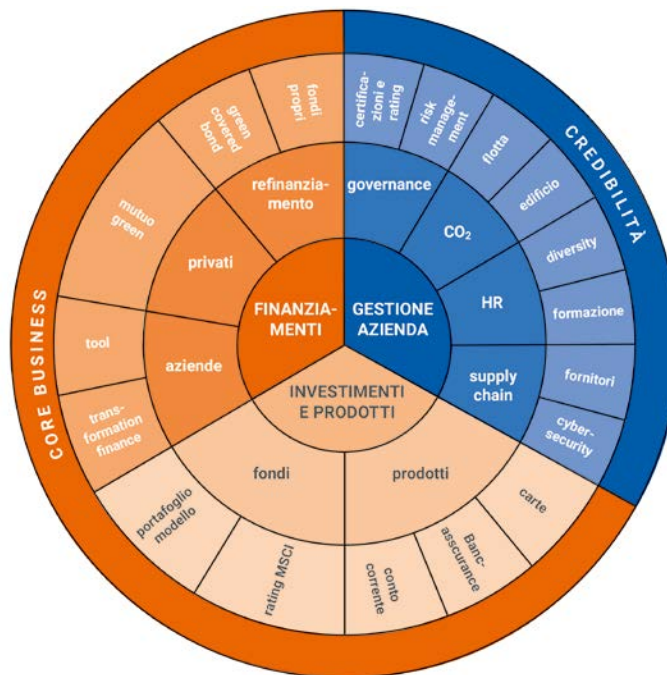 CORE BUSINESS
CREDIBILITÀ
FINANZIA-
MENTI
GESTIONE
AZIENDA
INVESTIMENTI
E PRODOTTI
refinanzia-
mento
privati
aziende
governance
CO₂
HR
supply
chain
prodotti
fondi
fondi
propri
green
covered
bond
mutuo
green
tool
trans-
formation
finance
certifica-
zioni e
rating
risk
manage-
ment
flotta
edificio
diversity
formazione
fornitori
cyber-
security
carte
Banc-
asscurance
conto
corrente
rating MSCI
portafoglio
modello